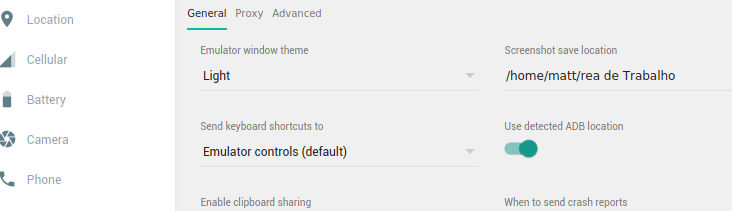 Location
Cellular
Battery
Camera
Phone
General Proxy Advanced
Emulator window theme
Light
Screenshot save location
/home/matt/rea de Trabalho
Send keyboard shortcuts to
Emulator controls (default)
Use detected ADB location
Enable clipboard sharing
When to send crash reports